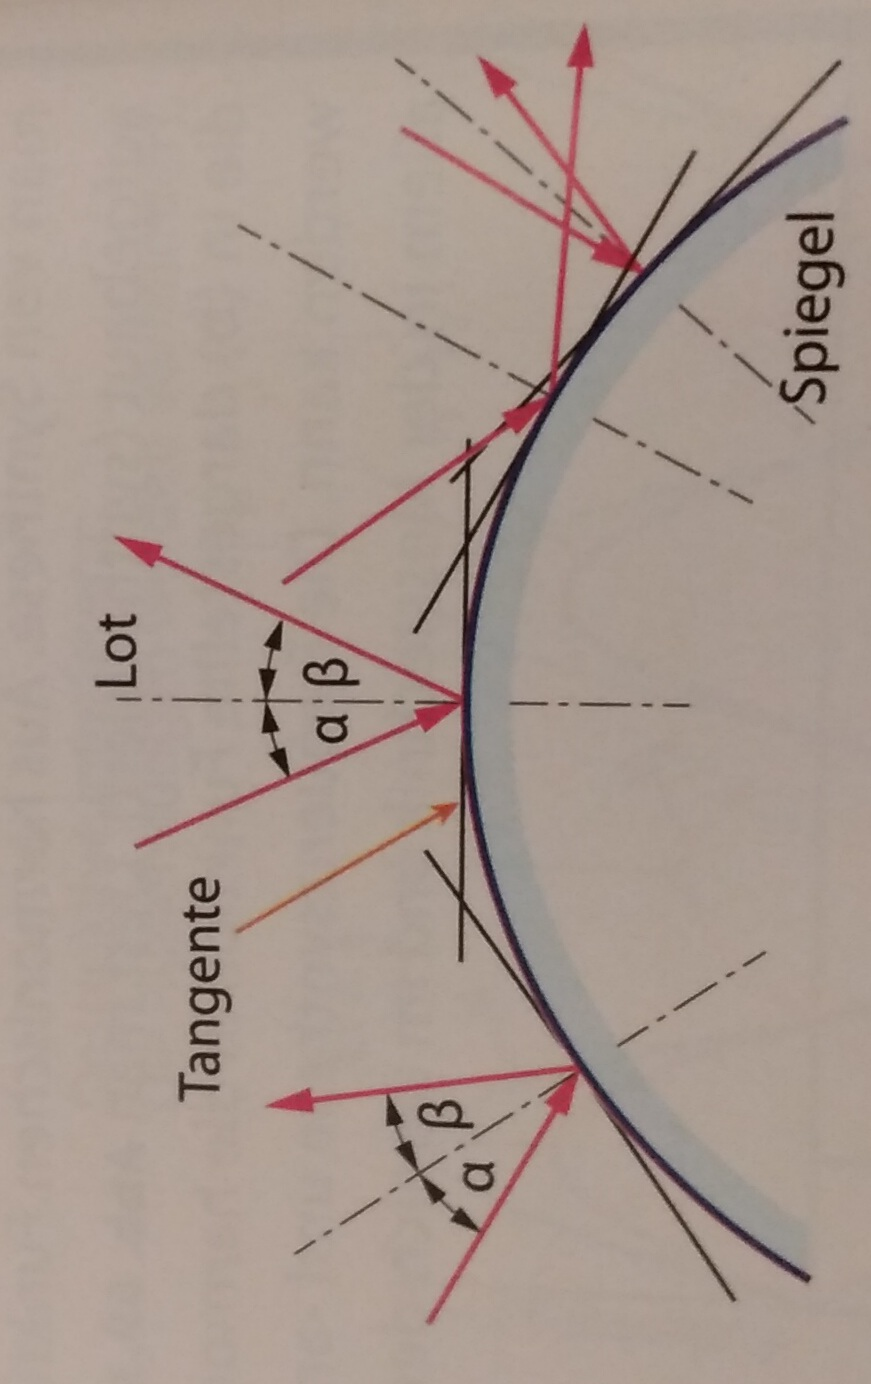 Lot
Tangente
α
β
α
β
Spiegel